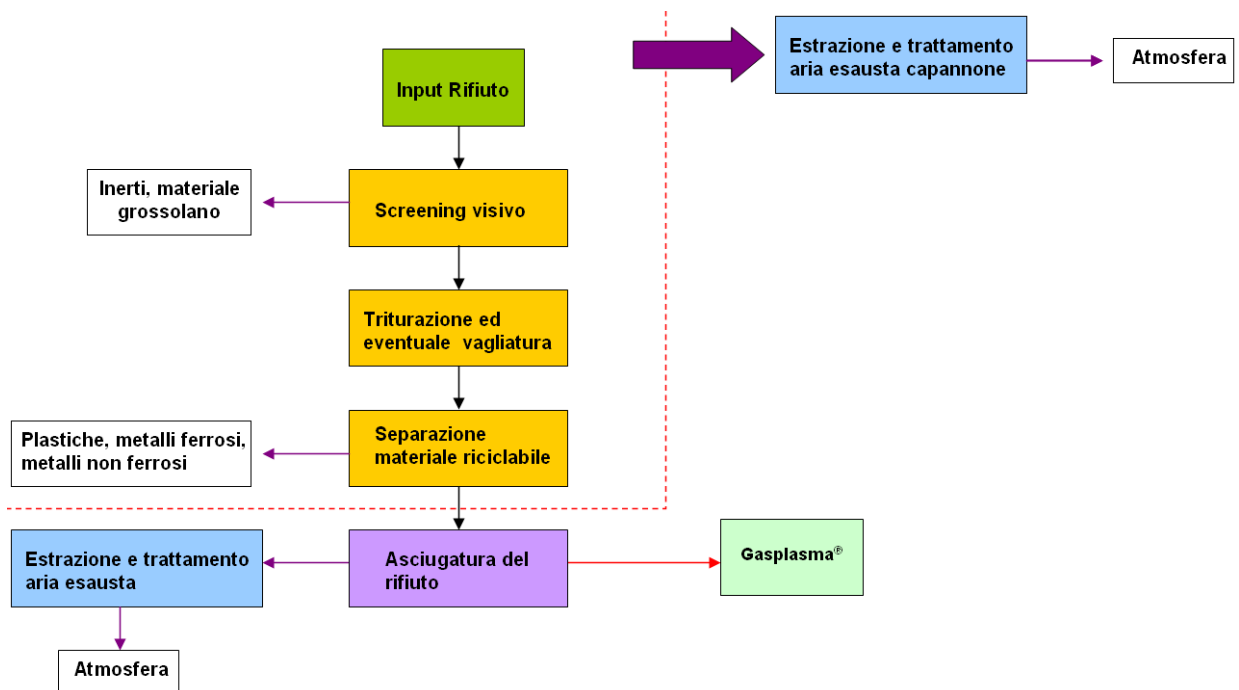 Estrazione e trattamento
aria esausta capannone
Atmosfera
Input Rifiuto
Inerti, materiale
grossolano
Screening visivo
Triturazione ed
eventuale vagliatura
Plastiche, metalli ferrosi,
metalli non ferrosi
Separazione
materiale riciclabile
Estrazione e trattamento
aria esausta
Asciugatura del
rifiuto
Gasplasma®
Atmosfera